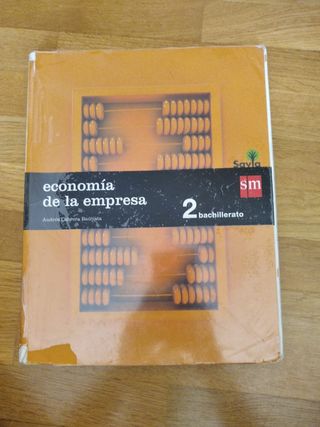 Savia
economía
de la empresa
sm
Andrés Cabrera Bautista
2 bachillerato